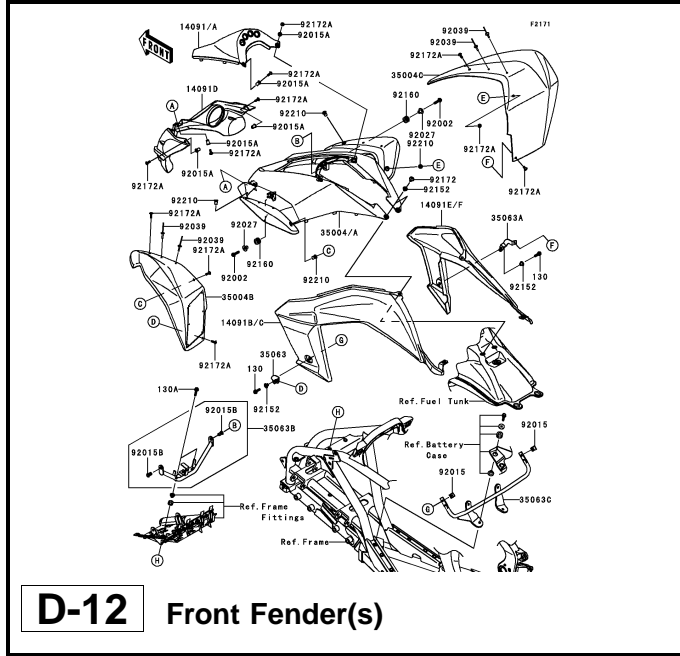 14091/A
92172A
92015A
F2171
92039
92039
92172A
35004C
FRONT
92172A
92015A
92160
E
14091D
92172A
92210
92002
A
92015A
B
92027
92210
92172A
92015A
92172A
F
E
92172A
92015A
A
92172
92172A
92210
92152
92172A
14091E/F
92027
35063A
92039
92039
35004/A
F
92172A
C
92002
92160
92210
130
C
92152
35004B
D
14091B/C
G
92172A
35063
130
130A
D
Ref.Fuel Tunk
92152
92015B
H
92015
B
35063B
Ref.Battery
Case
92015B
92015
G
35063C
Ref.Frame
Fittings
Ref.Frame
H
D-12
Front Fender(s)